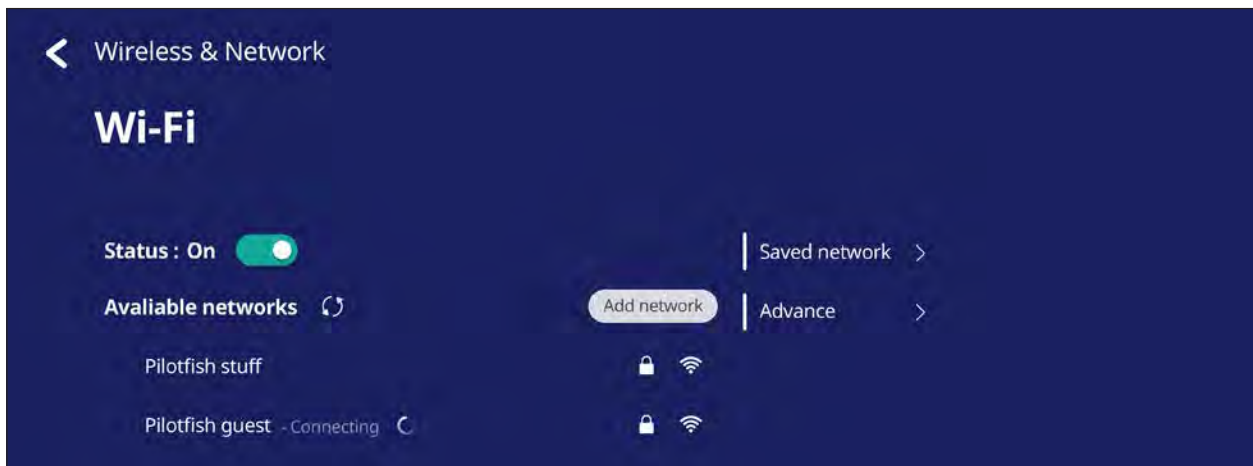 Wireless & Network
Wi-Fi
Status : On
Saved network
Avaliable networks
Add network
Advance
Pilotfish stuff
Pilotfish guest - Connecting